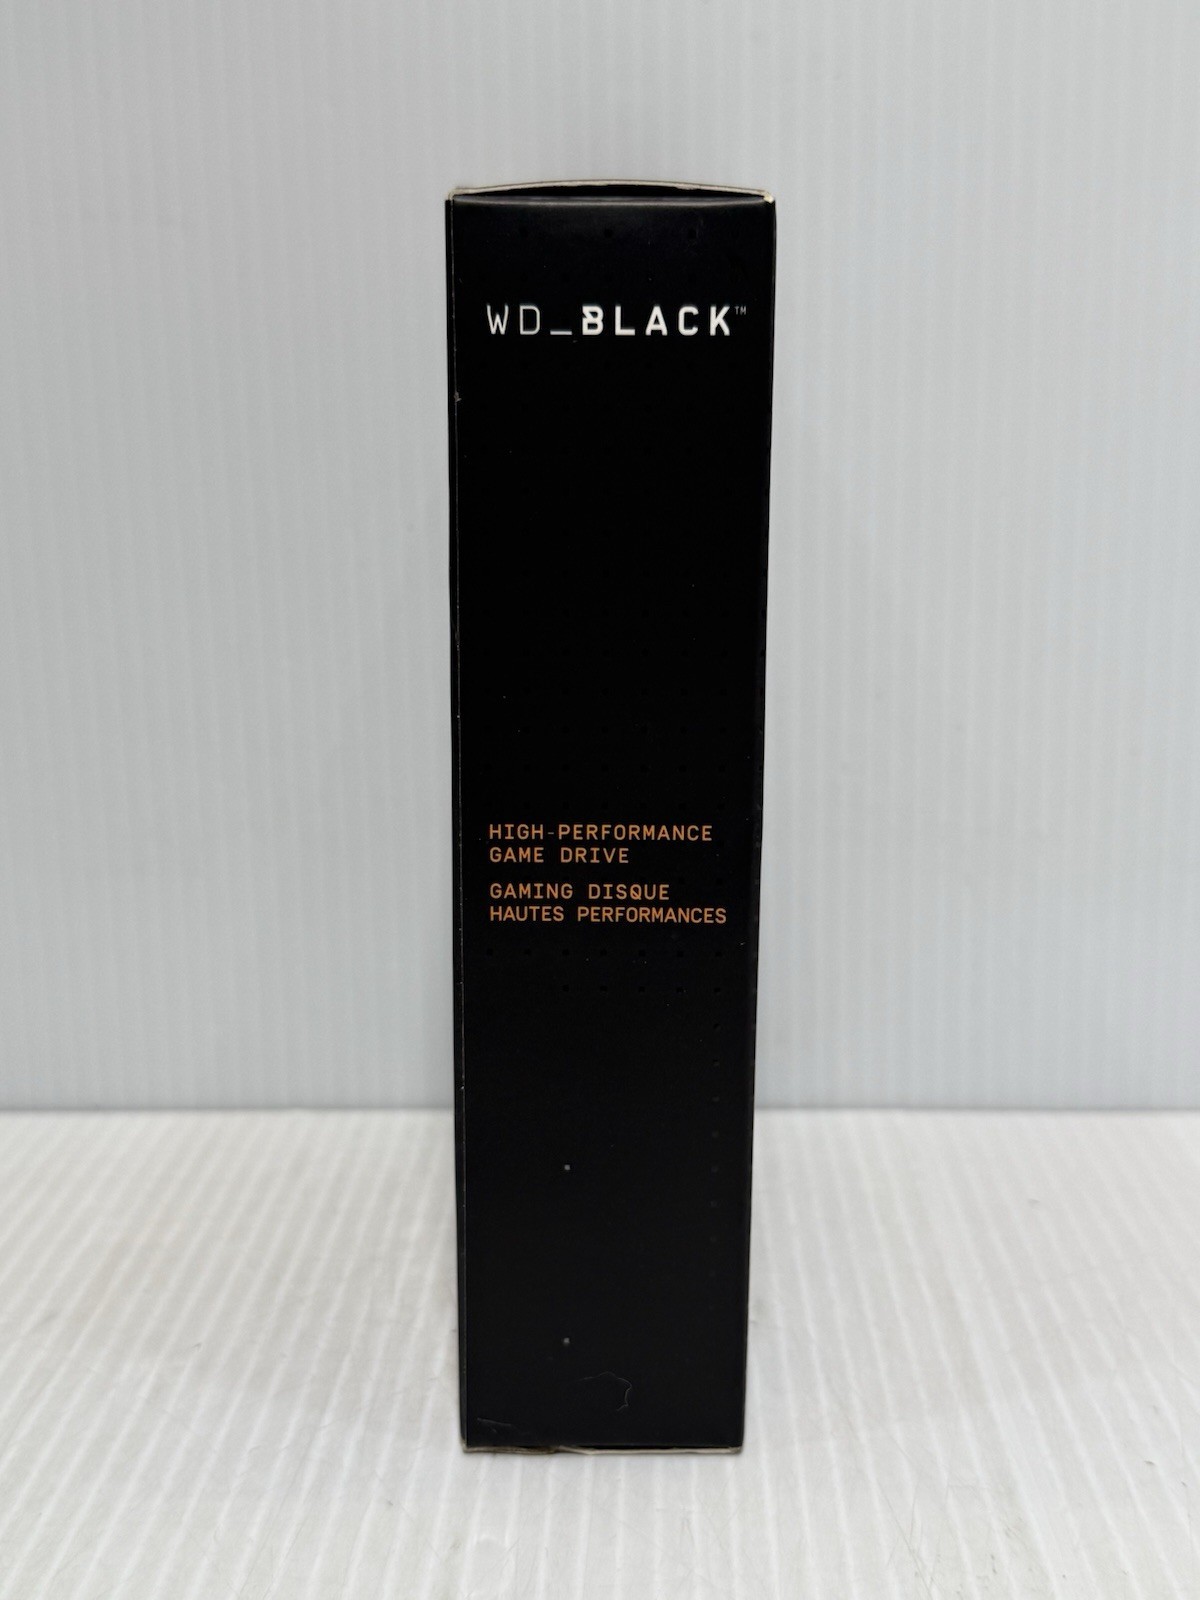 WD_BLACK™
HIGH-PERFORMANCE
GAME DRIVE
GAMING DISQUE
HAUTES PERFORMANCES